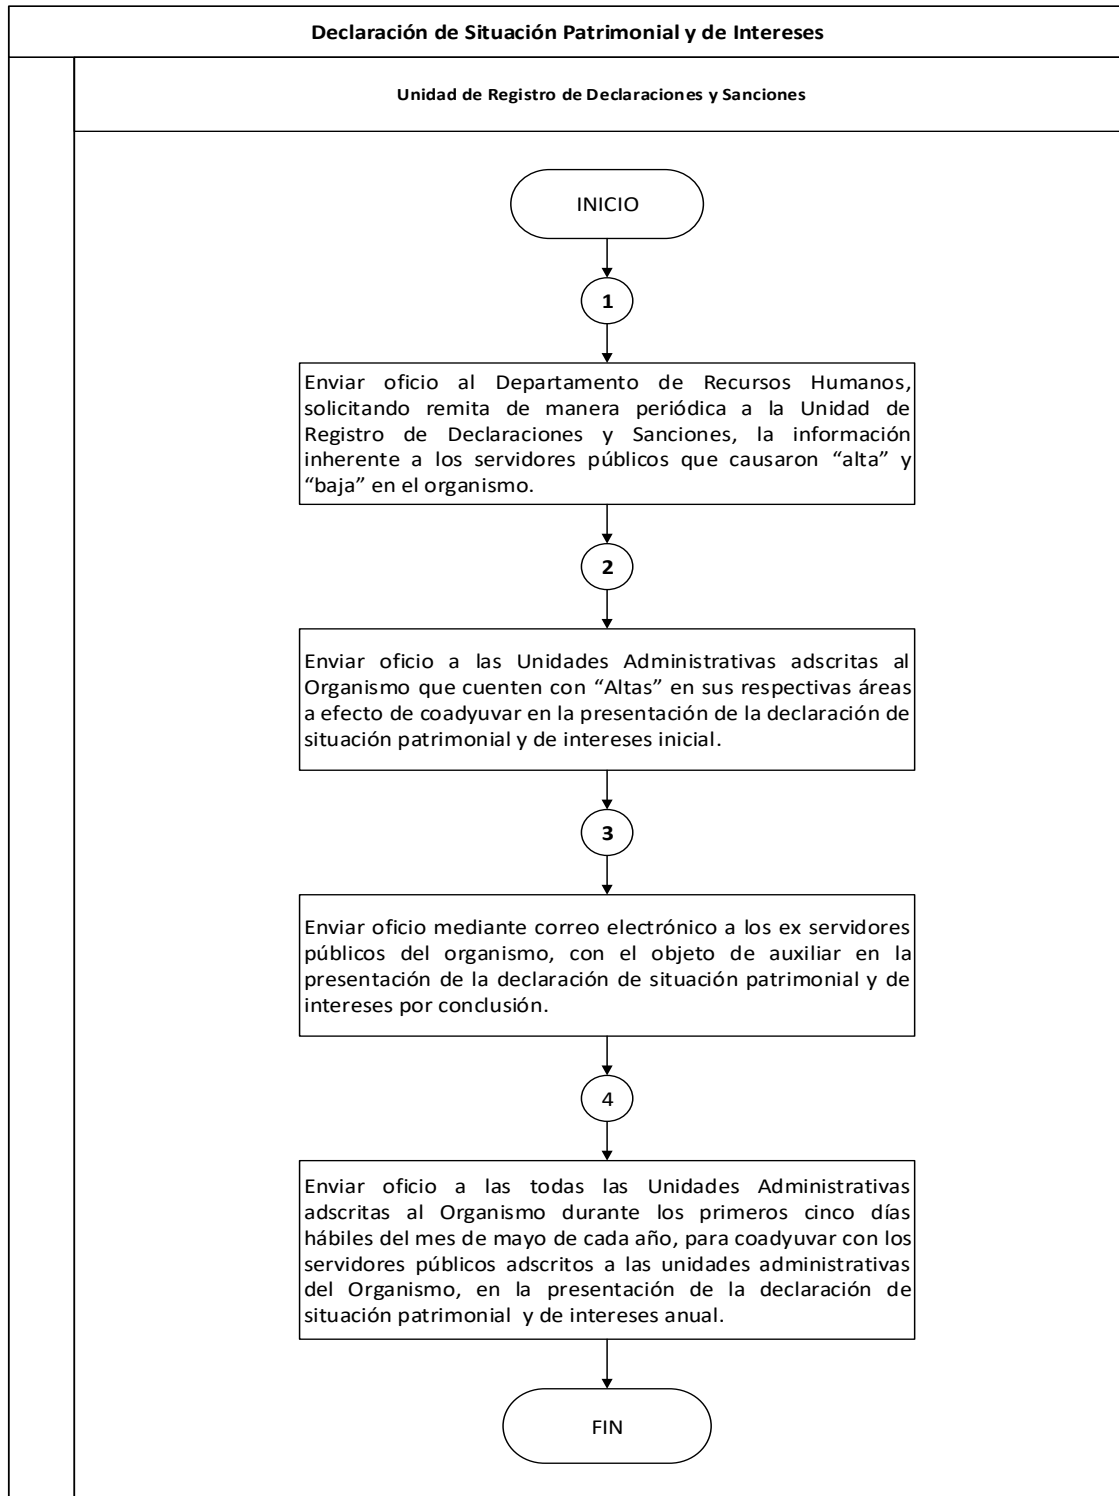 Declaración de Situación Patrimonial y de Intereses
Unidad de Registro de Declaraciones y Sanciones
INICIO
1
Enviar oficio al Departamento de Recursos Humanos,
solicitando remita de manera periódica a la Unidad de
Registro de Declaraciones y Sanciones, la información
inherente a los servidores públicos que causaron “alta” y
“baja” en el organismo.
2
Enviar oficio a las Unidades Administrativas adscritas al
Organismo que cuenten con “Altas” en sus respectivas áreas
a efecto de coadyuvar en la presentación de la declaración de
situación patrimonial y de intereses inicial.
3
Enviar oficio mediante correo electrónico a los ex servidores
públicos del organismo, con el objeto de auxiliar en la
presentación de la declaración de situación patrimonial y de
intereses por conclusión.
4
Enviar oficio a las todas las Unidades Administrativas
adscritas al Organismo durante los primeros cinco días
hábiles del mes de mayo de cada año, para coadyuvar con los
servidores públicos adscritos a las unidades administrativas
del Organismo, en la presentación de la declaración de
situación patrimonial y de intereses anual.
FIN